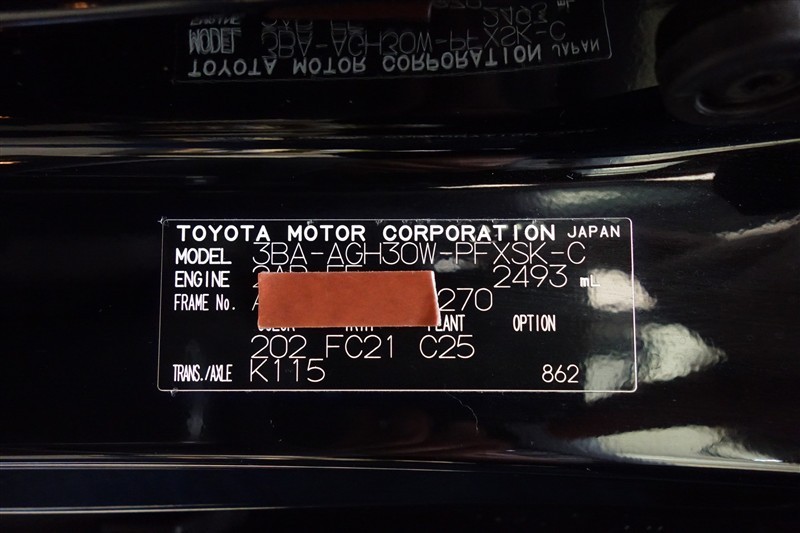 TOYOTA MOTOR CORPORATION JAPAN
MODEL 3BA-AGH30W-PFXSK-C
ENGINE 2493 mL
FRAME No. A 270
PLANT OPTION
202 FC21 C25
TRANS./AXLE K115 862